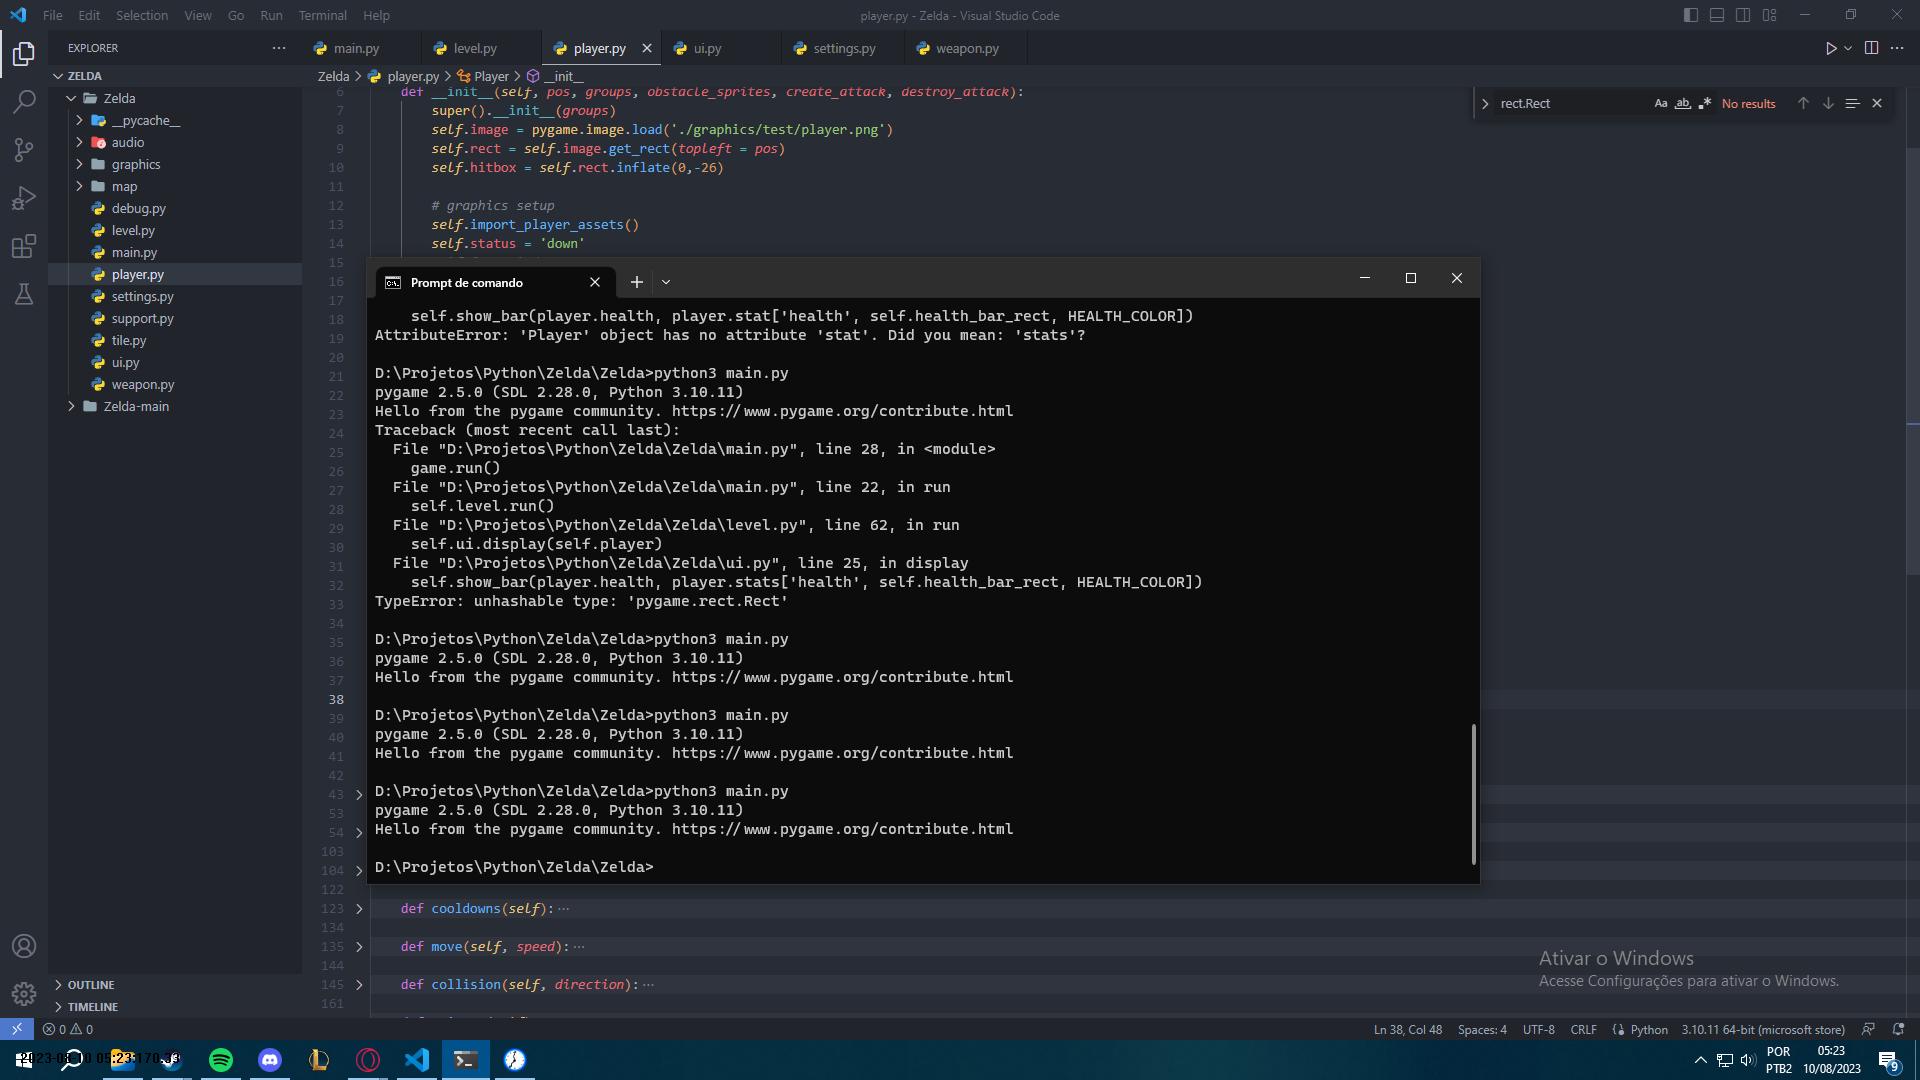 File Edit Selection View Go Run Terminal Help
player.py - Zelda - Visual Studio Code
EXPLORER
main.py level.py player.py ui.py settings.py weapon.py
ZELDA
Zelda
__pycache__
audio
graphics
map
debug.py
level.py
main.py
player.py
settings.py
support.py
tile.py
ui.py
weapon.py
Zelda-main
OUTLINE
TIMELINE
Zelda > player.py > Player > __init__
rect.Rect Aa ab .* No results
6 def __init__(self, pos, groups, obstacle_sprites, create_attack, destroy_attack):
7 super().__init__(groups)
8 self.image = pygame.image.load('./graphics/test/player.png')
9 self.rect = self.image.get_rect(topleft = pos)
10 self.hitbox = self.rect.inflate(0,-26)
11
12 # graphics setup
13 self.import_player_assets()
14 self.status = 'down'
15
16
17
18
19
20
21
22
23
24
25
26
27
28
29
30
31
32
33
34
35
36
37
38
39
40
41
42
43
53
54
103
104
122
123 def cooldowns(self): ···
134
135 def move(self, speed): ···
144
145 def collision(self, direction): ···
161
Prompt de comando
self.show_bar(player.health, player.stat['health', self.health_bar_rect, HEALTH_COLOR])
AttributeError: 'Player' object has no attribute 'stat'. Did you mean: 'stats'?
D:\Projetos\Python\Zelda\Zelda>python3 main.py
pygame 2.5.0 (SDL 2.28.0, Python 3.10.11)
Hello from the pygame community. https://www.pygame.org/contribute.html
Traceback (most recent call last):
File "D:\Projetos\Python\Zelda\Zelda\main.py", line 28, in <module>
game.run()
File "D:\Projetos\Python\Zelda\Zelda\main.py", line 22, in run
self.level.run()
File "D:\Projetos\Python\Zelda\Zelda\level.py", line 62, in run
self.ui.display(self.player)
File "D:\Projetos\Python\Zelda\Zelda\ui.py", line 25, in display
self.show_bar(player.health, player.stats['health', self.health_bar_rect, HEALTH_COLOR])
TypeError: unhashable type: 'pygame.rect.Rect'
D:\Projetos\Python\Zelda\Zelda>python3 main.py
pygame 2.5.0 (SDL 2.28.0, Python 3.10.11)
Hello from the pygame community. https://www.pygame.org/contribute.html
D:\Projetos\Python\Zelda\Zelda>python3 main.py
pygame 2.5.0 (SDL 2.28.0, Python 3.10.11)
Hello from the pygame community. https://www.pygame.org/contribute.html
D:\Projetos\Python\Zelda\Zelda>python3 main.py
pygame 2.5.0 (SDL 2.28.0, Python 3.10.11)
Hello from the pygame community. https://www.pygame.org/contribute.html
D:\Projetos\Python\Zelda\Zelda>
Ativar o Windows
Acesse Configurações para ativar o Windows.
0 0
Ln 38, Col 48 Spaces: 4 UTF-8 CRLF Python 3.10.11 64-bit (microsoft store)
POR
PTB2
05:23
10/08/2023
9